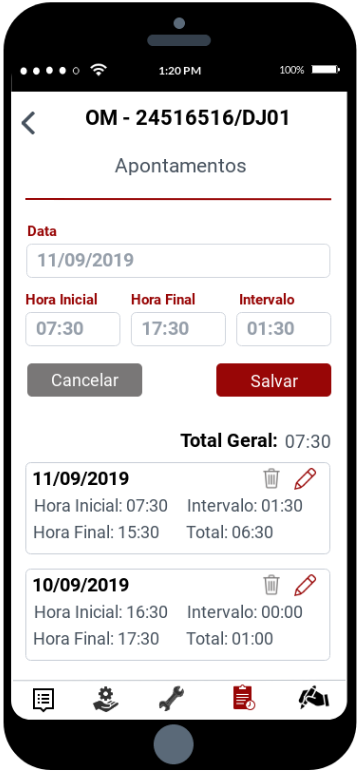 1:20 PM
100%
OM - 24516516/DJ01
Apontamentos
Data
11/09/2019
Hora Inicial Hora Final Intervalo
07:30 17:30 01:30
Cancelar Salvar
Total Geral: 07:30
11/09/2019
Hora Inicial: 07:30 Intervalo: 01:30
Hora Final: 15:30 Total: 06:30
10/09/2019
Hora Inicial: 16:30 Intervalo: 00:00
Hora Final: 17:30 Total: 01:00